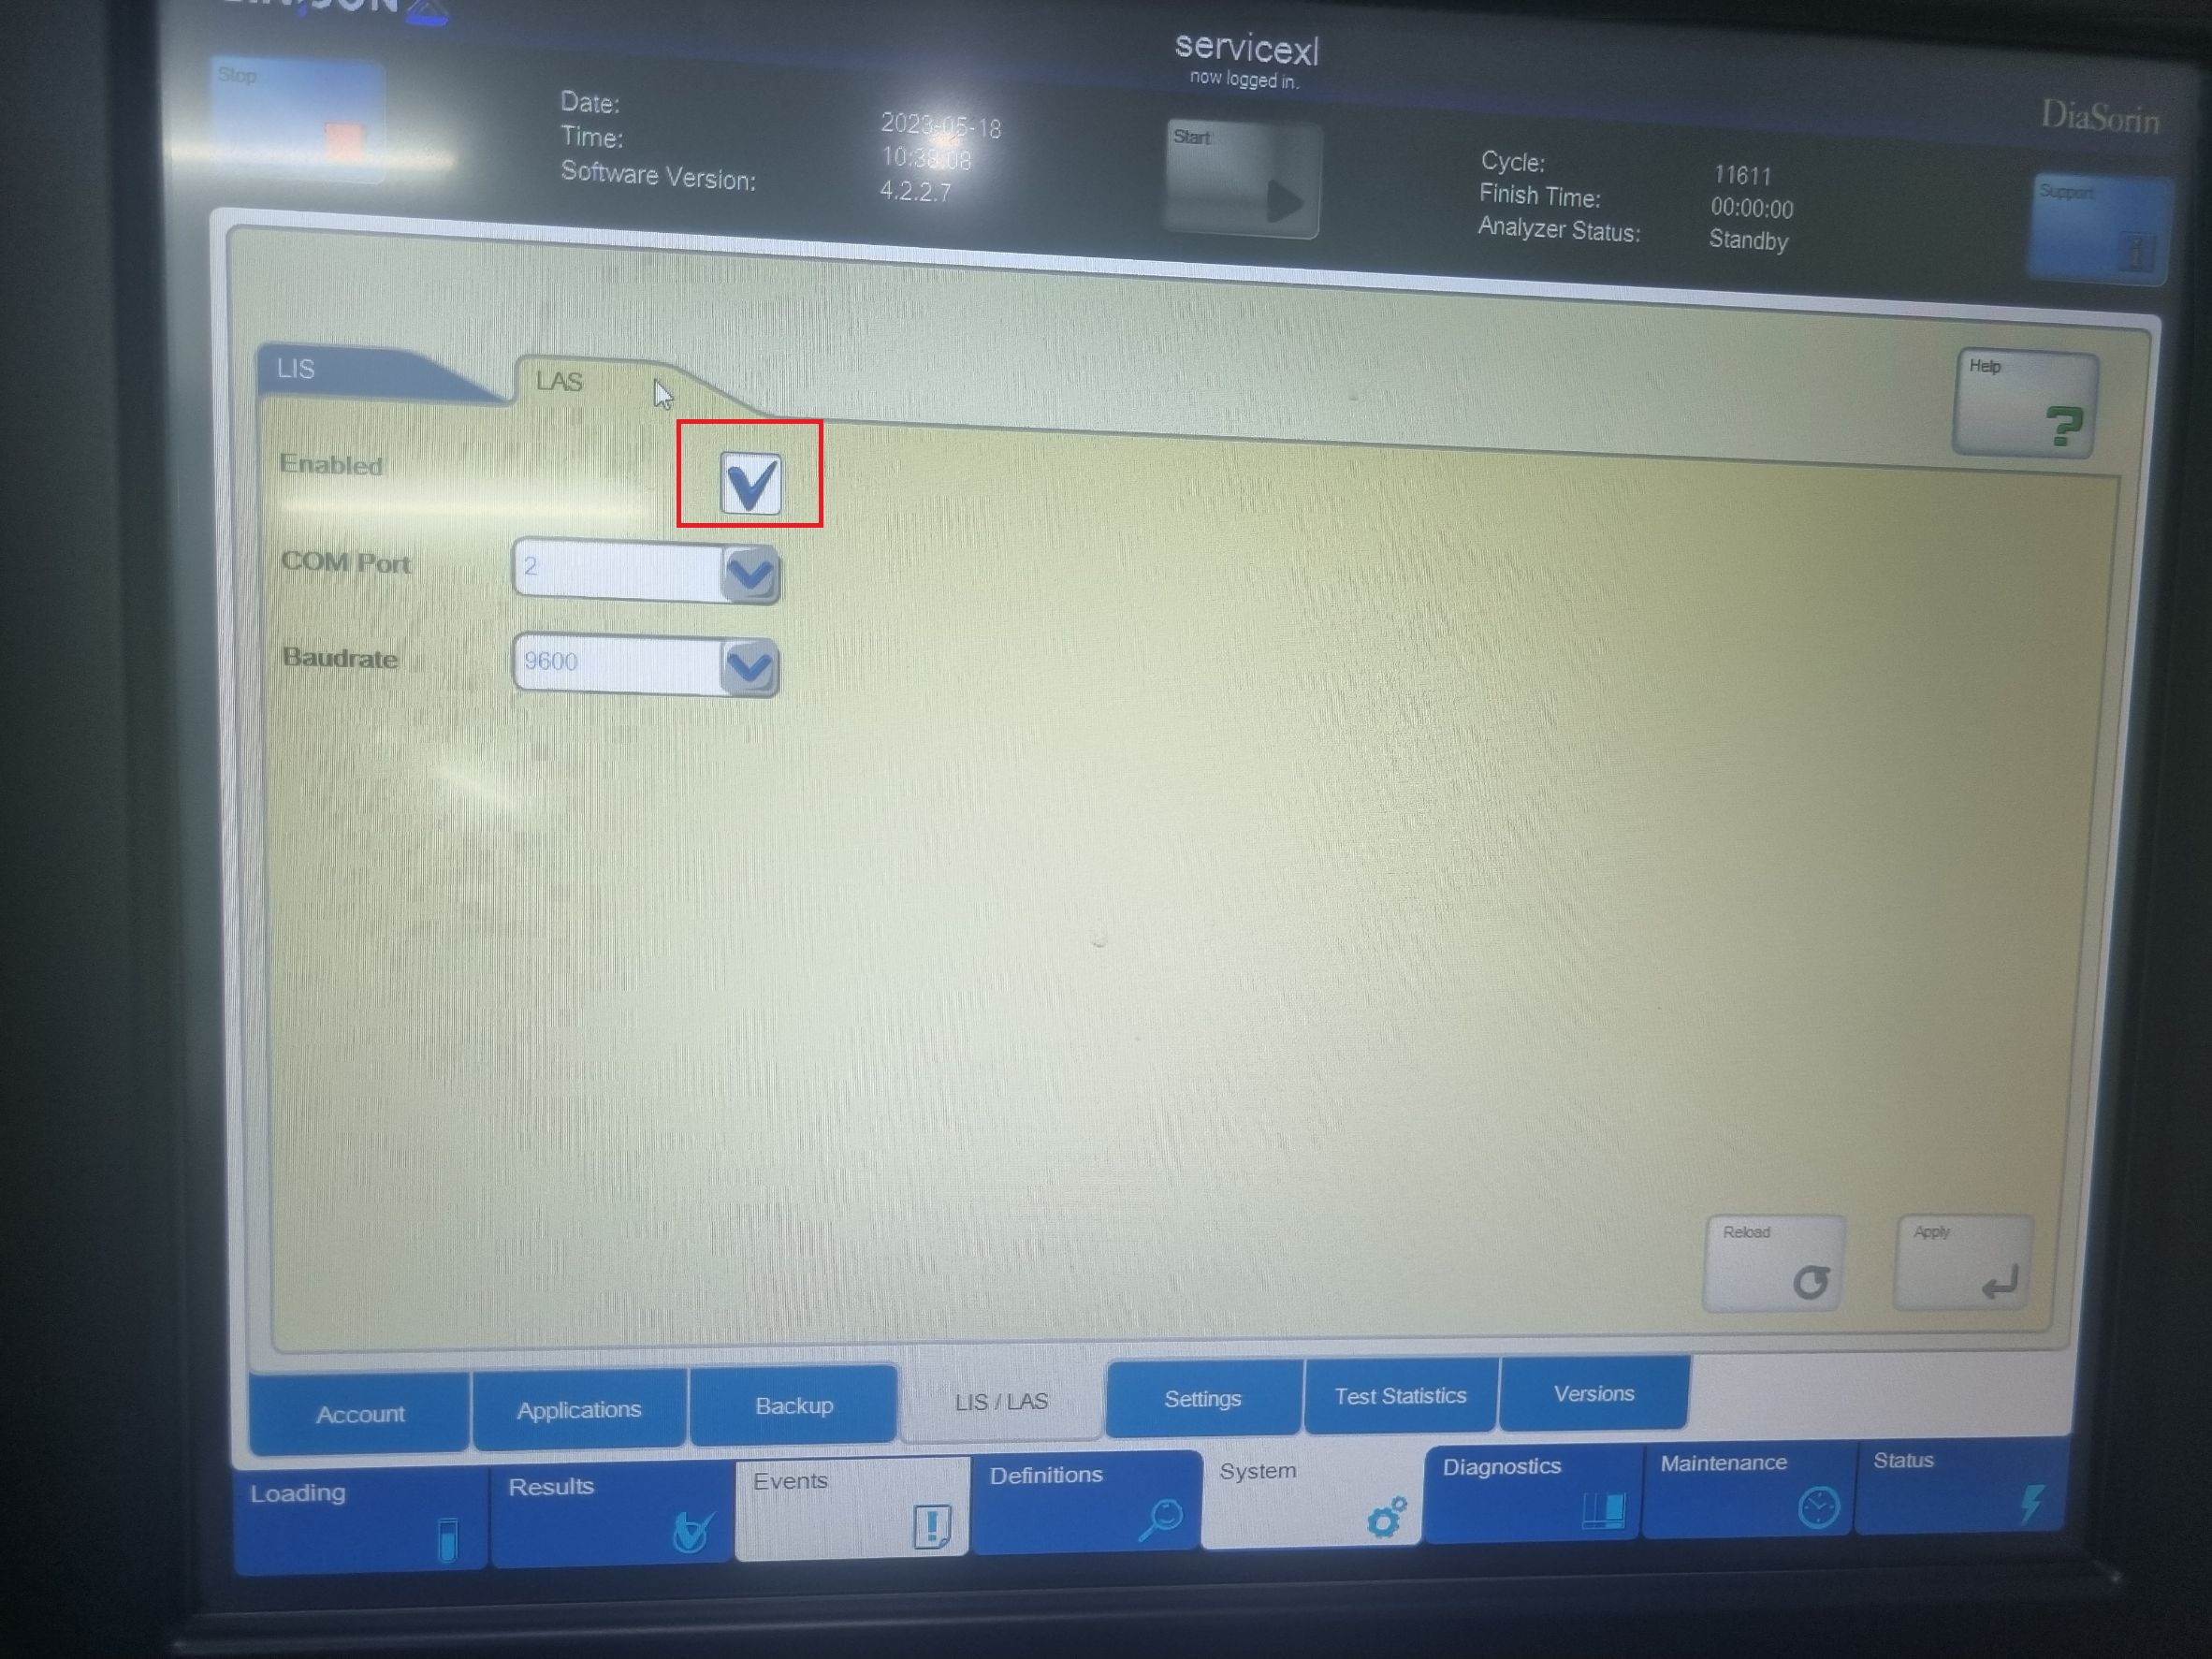 servicexl
now logged in.
DiaSorin
Stop
Date: 2023-05-18
Time: 10:38:08
Software Version: 4.2.2.7
Start
Cycle: 11611
Finish Time: 00:00:00
Analyzer Status: Standby
Support
LIS
LAS
Help
Enabled
COM Port 2
Baudrate 9600
Reload
Apply
Account
Applications
Backup
LIS / LAS
Settings
Test Statistics
Versions
Loading
Results
Events
Definitions
System
Diagnostics
Maintenance
Status